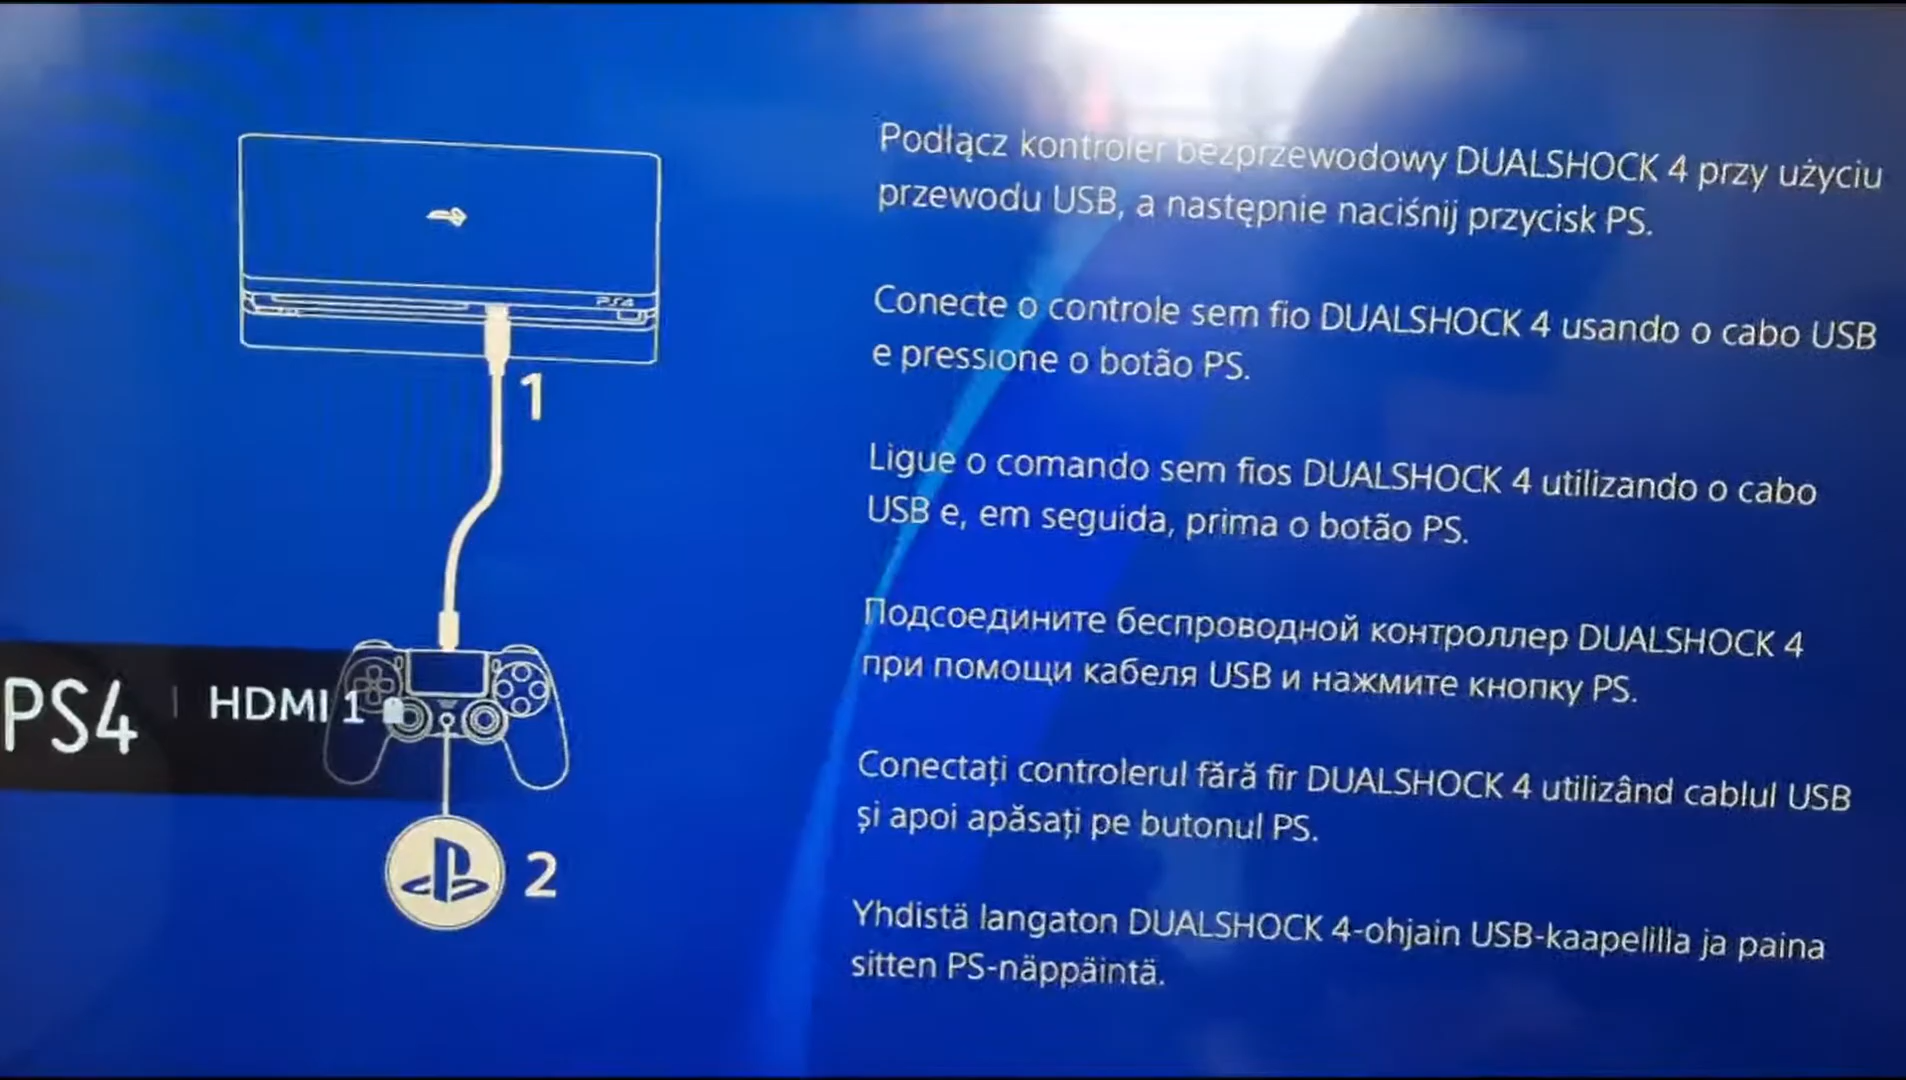 Podłącz kontroler bezprzewodowy DUALSHOCK 4 przy użyciu
przewodu USB, a następnie naciśnij przycisk PS.
Conecte o controle sem fio DUALSHOCK 4 usando o cabo USB
e pressione o botão PS.
Ligue o comando sem fios DUALSHOCK 4 utilizando o cabo
USB e, em seguida, prima o botão PS.
Подсоедините беспроводной контроллер DUALSHOCK 4
при помощи кабеля USB и нажмите кнопку PS.
Conectați controlerul fără fir DUALSHOCK 4 utilizând cablul USB
și apoi apăsați pe butonul PS.
Yhdistä langaton DUALSHOCK 4-ohjain USB-kaapelilla ja paina
sitten PS-näppäintä.
PS4
1
PS4 | HDMI 1
2